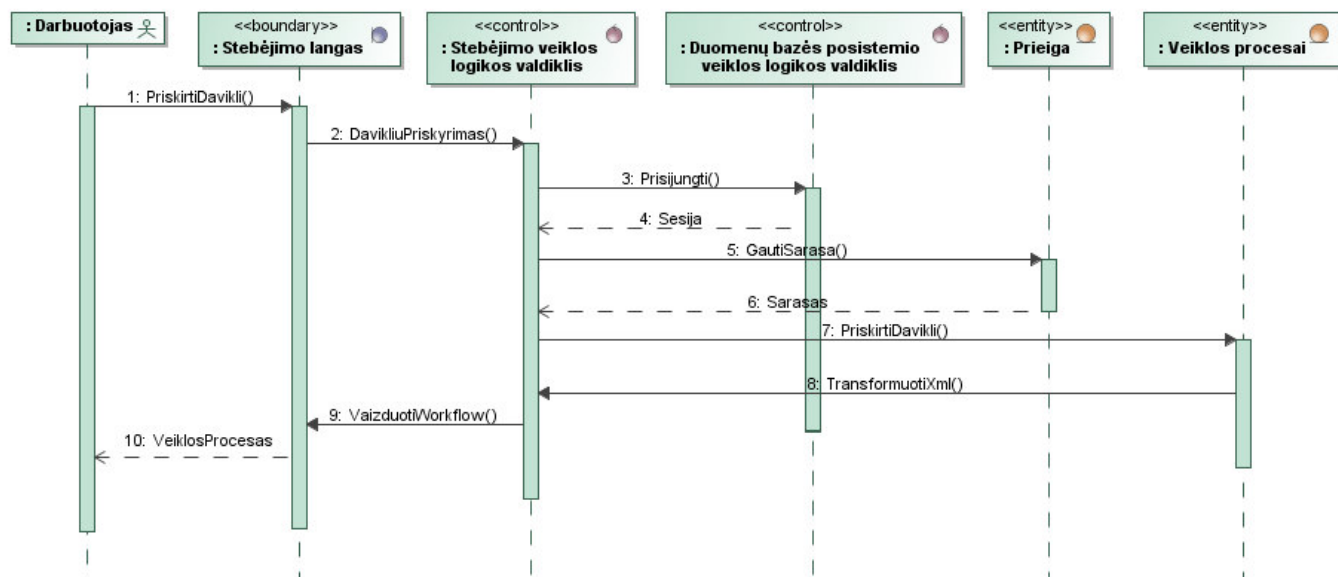 : Darbuotojas
<<boundary>>
: Stebėjimo langas
<<control>>
: Stebėjimo veiklos
logikos valdiklis
<<control>>
: Duomenų bazės posistemio
veiklos logikos valdiklis
<<entity>>
: Prieiga
<<entity>>
: Veiklos procesai
1: PriskirtiDavikli()
2: DavikliuPriskyrimas()
3: Prisijungti()
4: Sesija
5: GautiSarasa()
6: Sarasas
7: PriskirtiDavikli()
8: TransformuotiXml()
9: VaizduotiWorkflow()
10: VeiklosProcesas